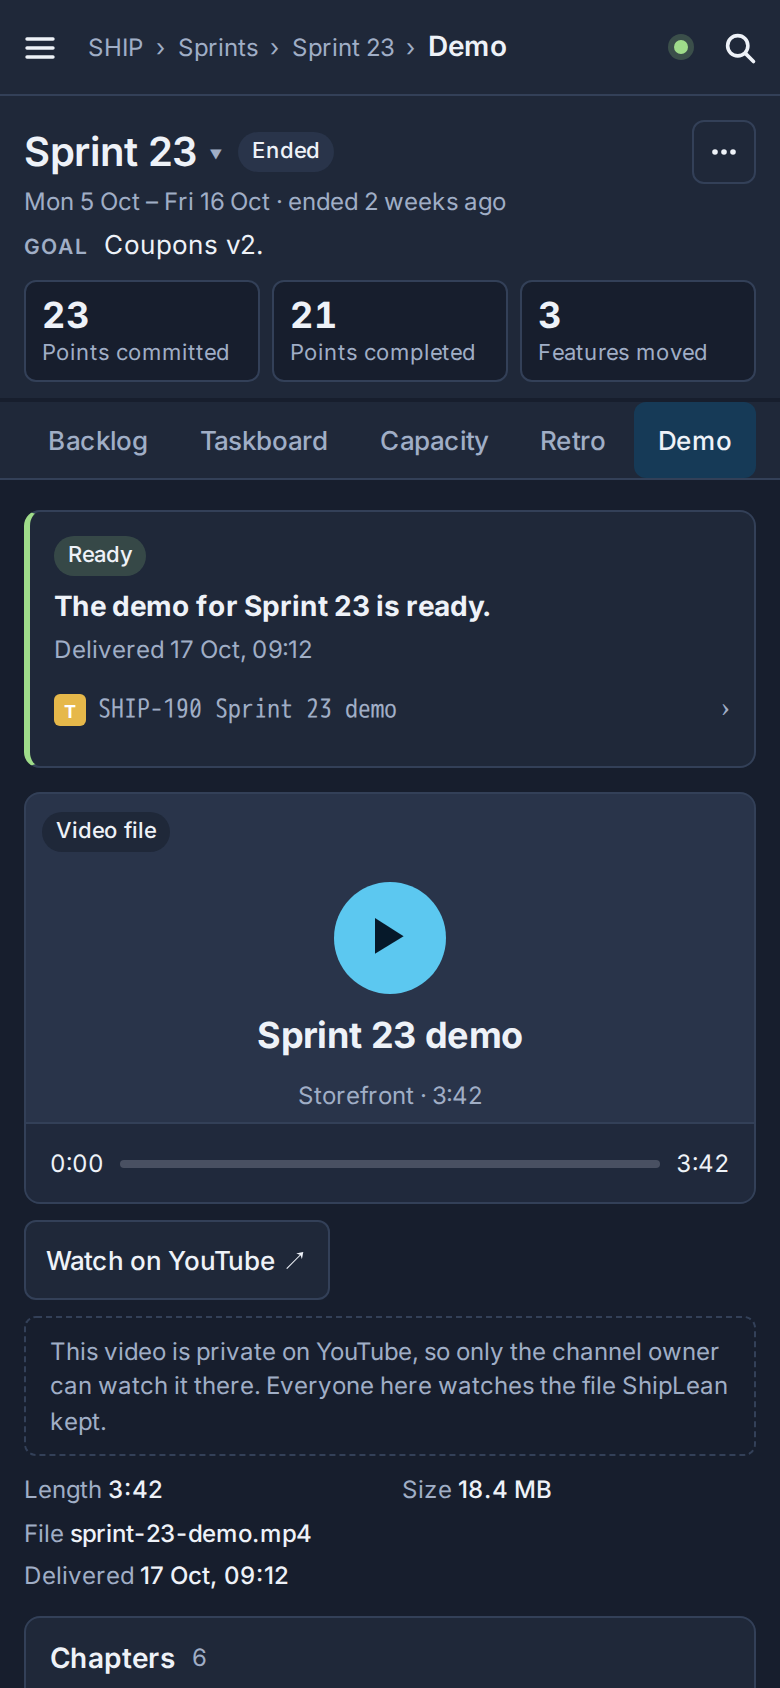 SHIP › Sprints › Sprint 23 › Demo
Sprint 23 ▾ Ended
Mon 5 Oct – Fri 16 Oct · ended 2 weeks ago
GOAL Coupons v2.
23 21 3
Points committed Points completed Features moved
Backlog Taskboard Capacity Retro Demo
Ready
The demo for Sprint 23 is ready.
Delivered 17 Oct, 09:12
T SHIP-190 Sprint 23 demo ›
Video file
Sprint 23 demo
Storefront · 3:42
0:00 3:42
Watch on YouTube ↗
This video is private on YouTube, so only the channel owner
can watch it there. Everyone here watches the file ShipLean
kept.
Length 3:42 Size 18.4 MB
File sprint-23-demo.mp4
Delivered 17 Oct, 09:12
Chapters 6